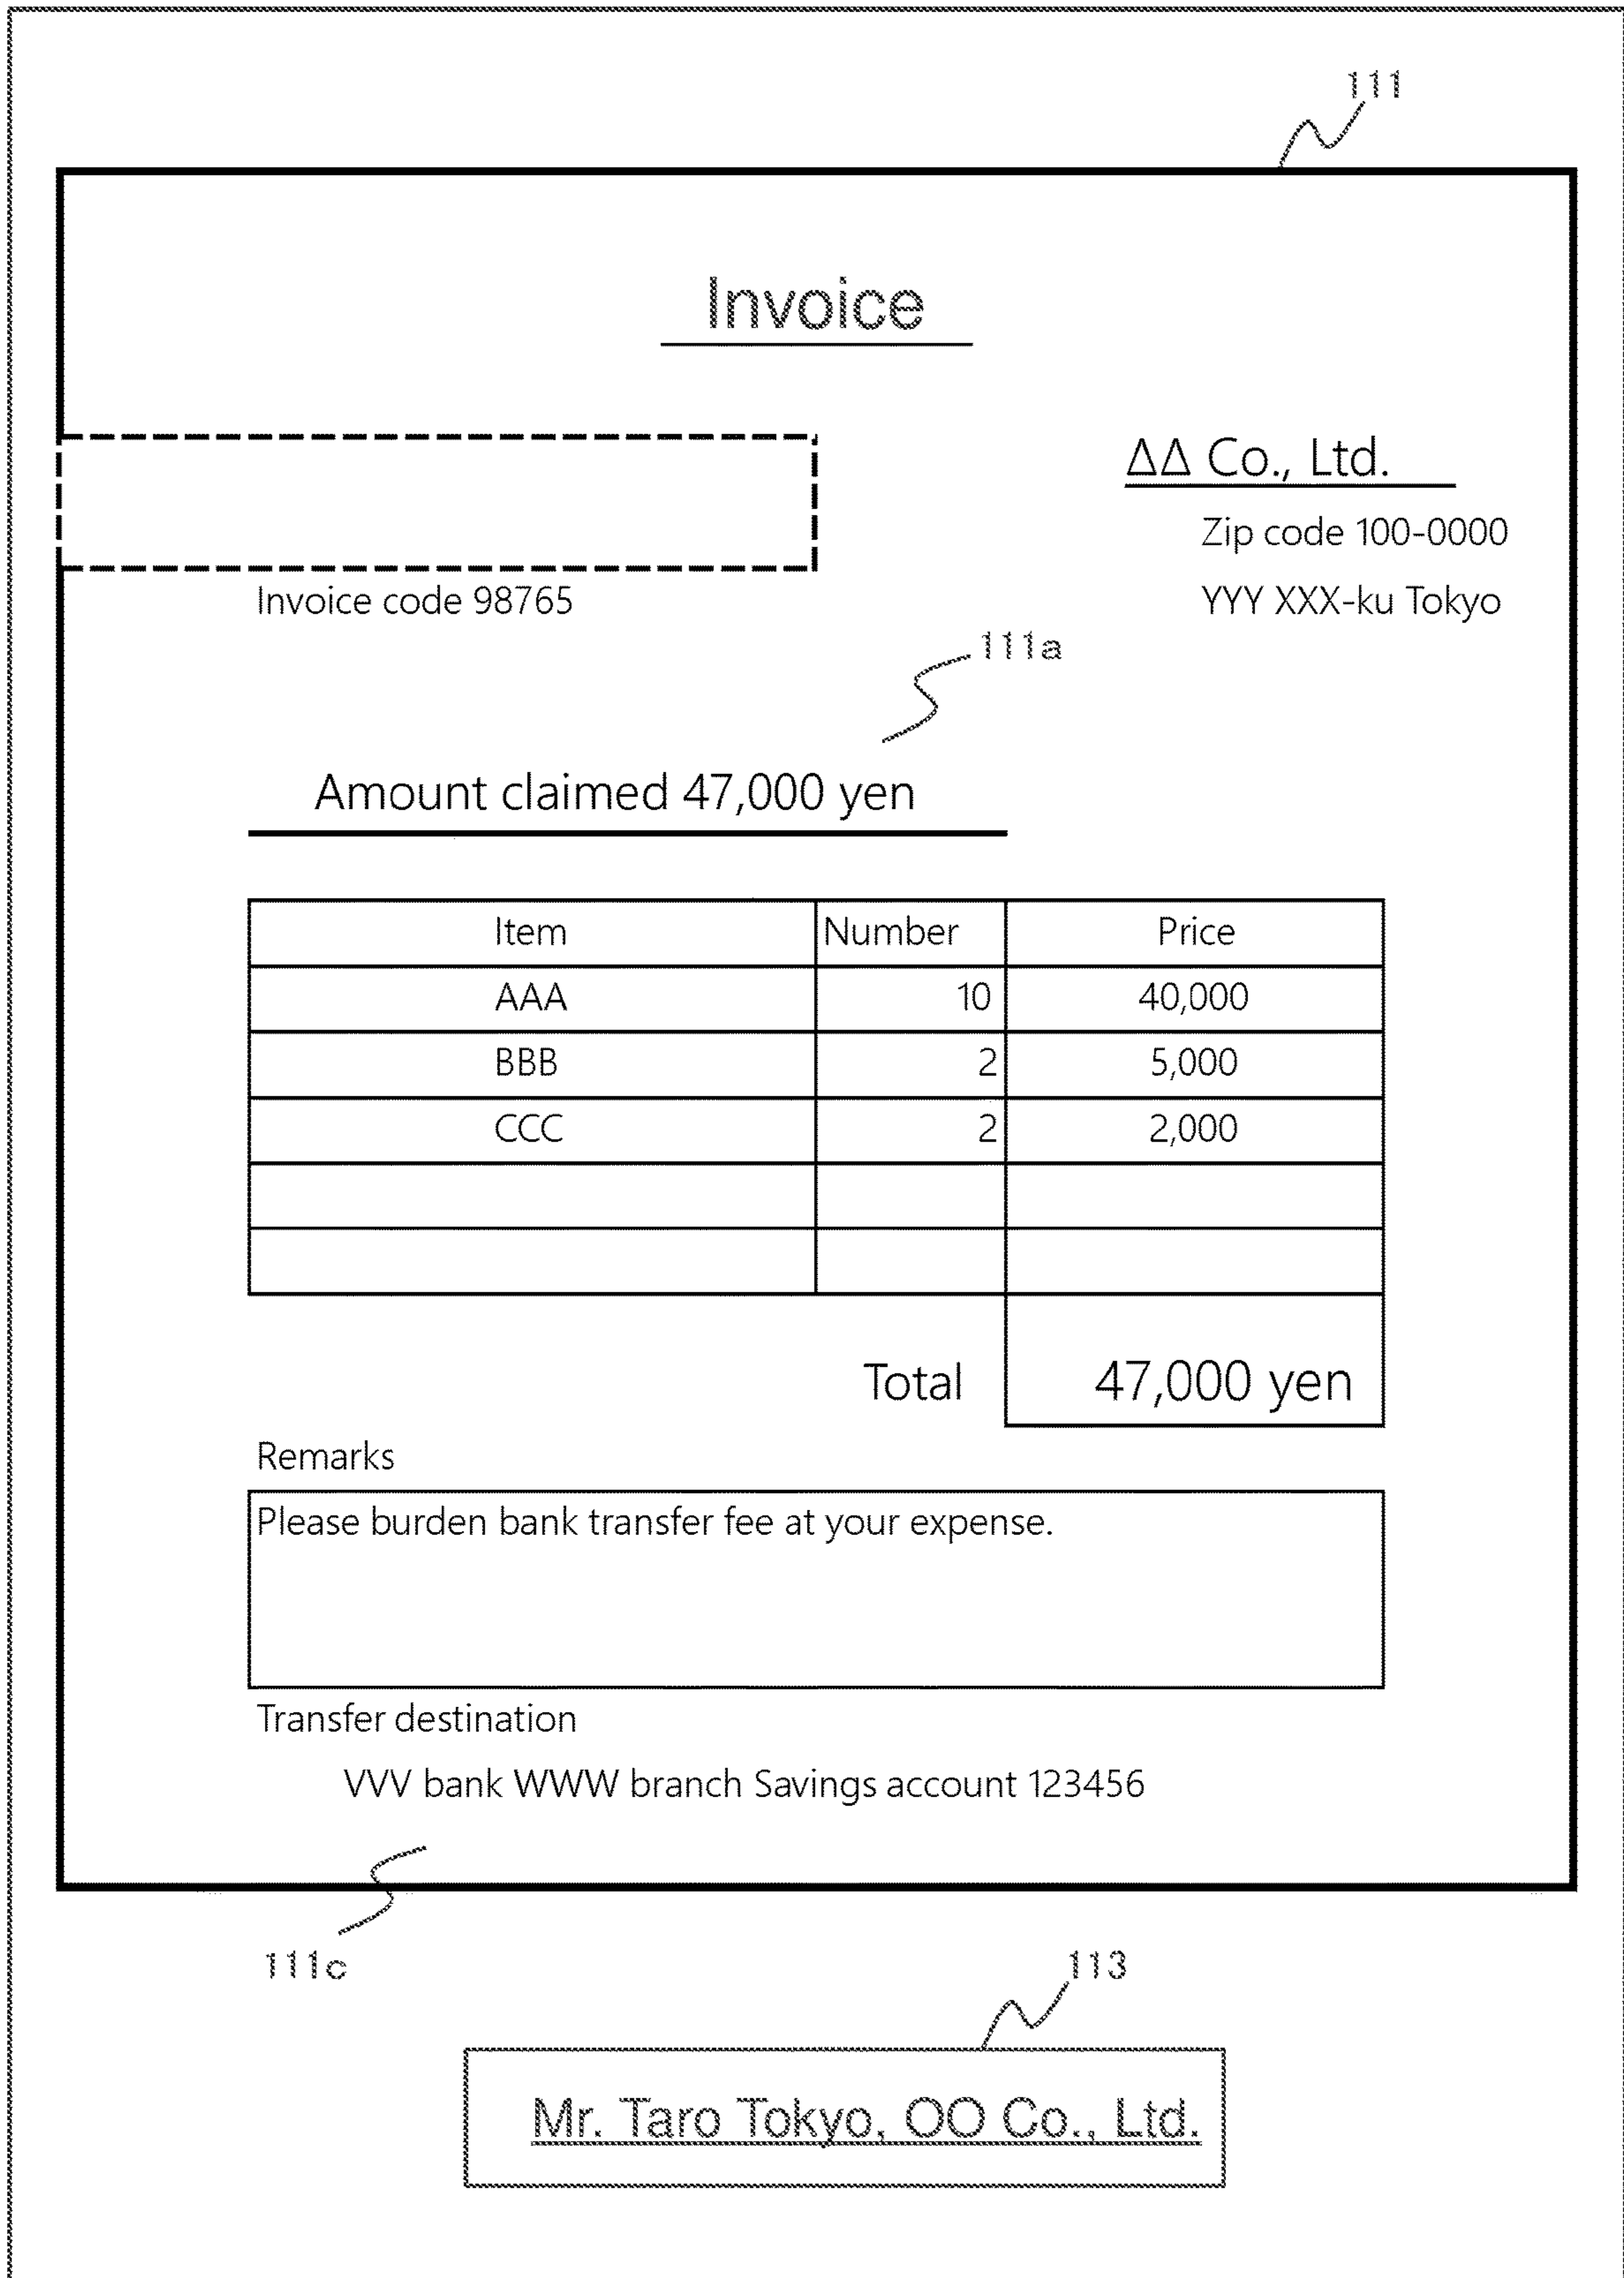 111
Invoice
ΔΔ Co., Ltd.
Zip code 100-0000
Invoice code 98765
YYY XXX-ku Tokyo
111a
Amount claimed 47,000 yen
Item Number Price
AAA 10 40,000
BBB 2 5,000
CCC 2 2,000
Total 47,000 yen
Remarks
Please burden bank transfer fee at your expense.
Transfer destination
VVV bank WWW branch Savings account 123456
111c
113
Mr. Taro Tokyo, OO Co., Ltd.